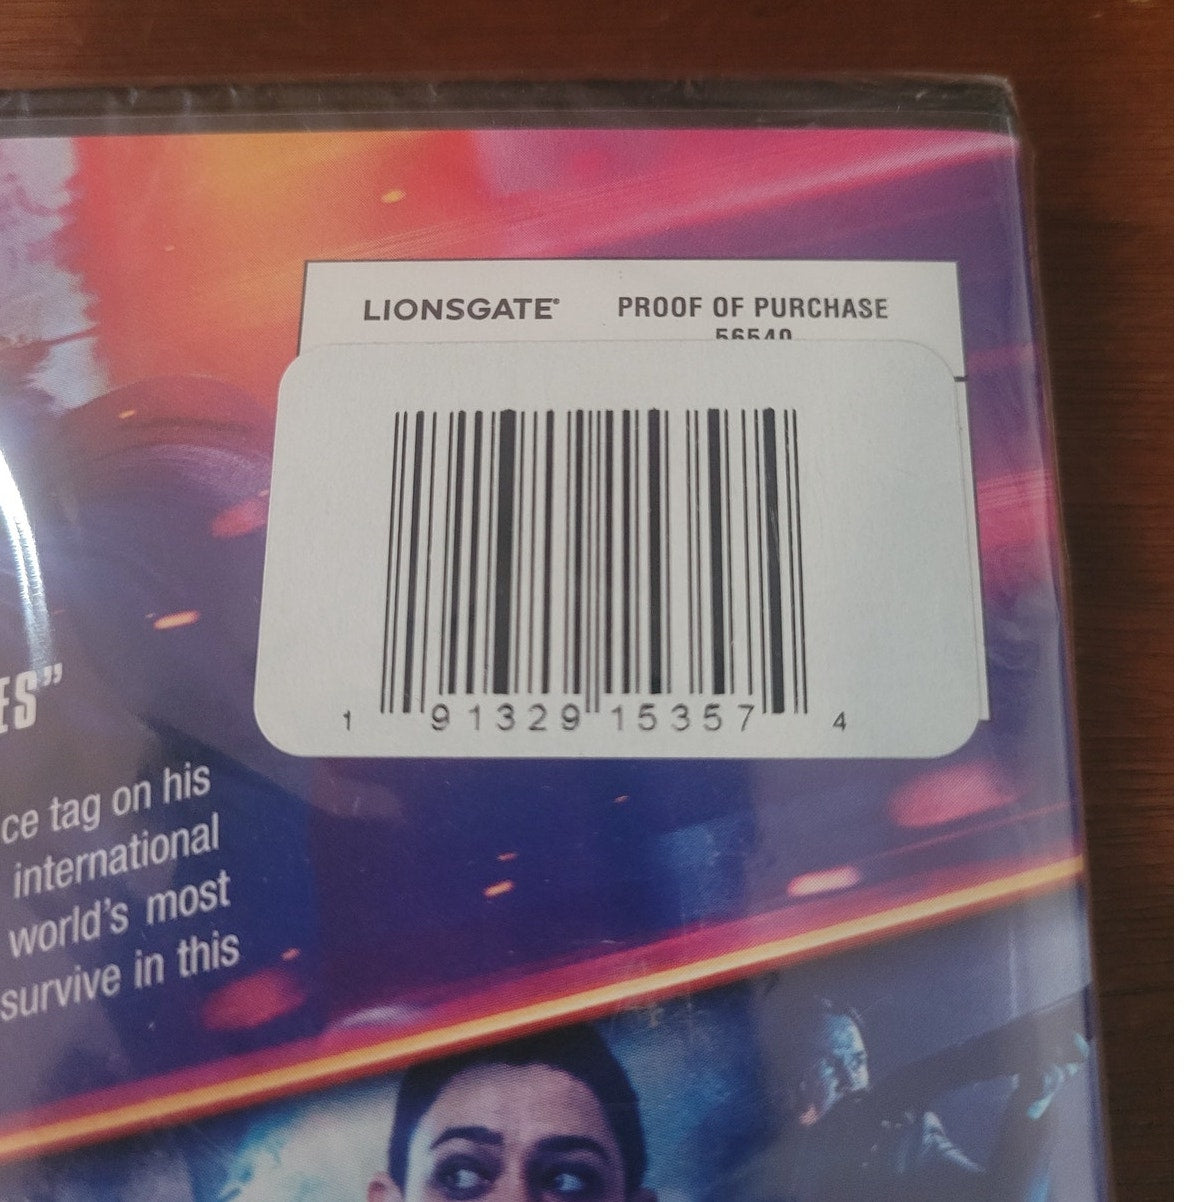 LIONSGATE® PROOF OF PURCHASE
56540
1 91329 15357 4
ES”
ce tag on his
international
world's most
survive in this